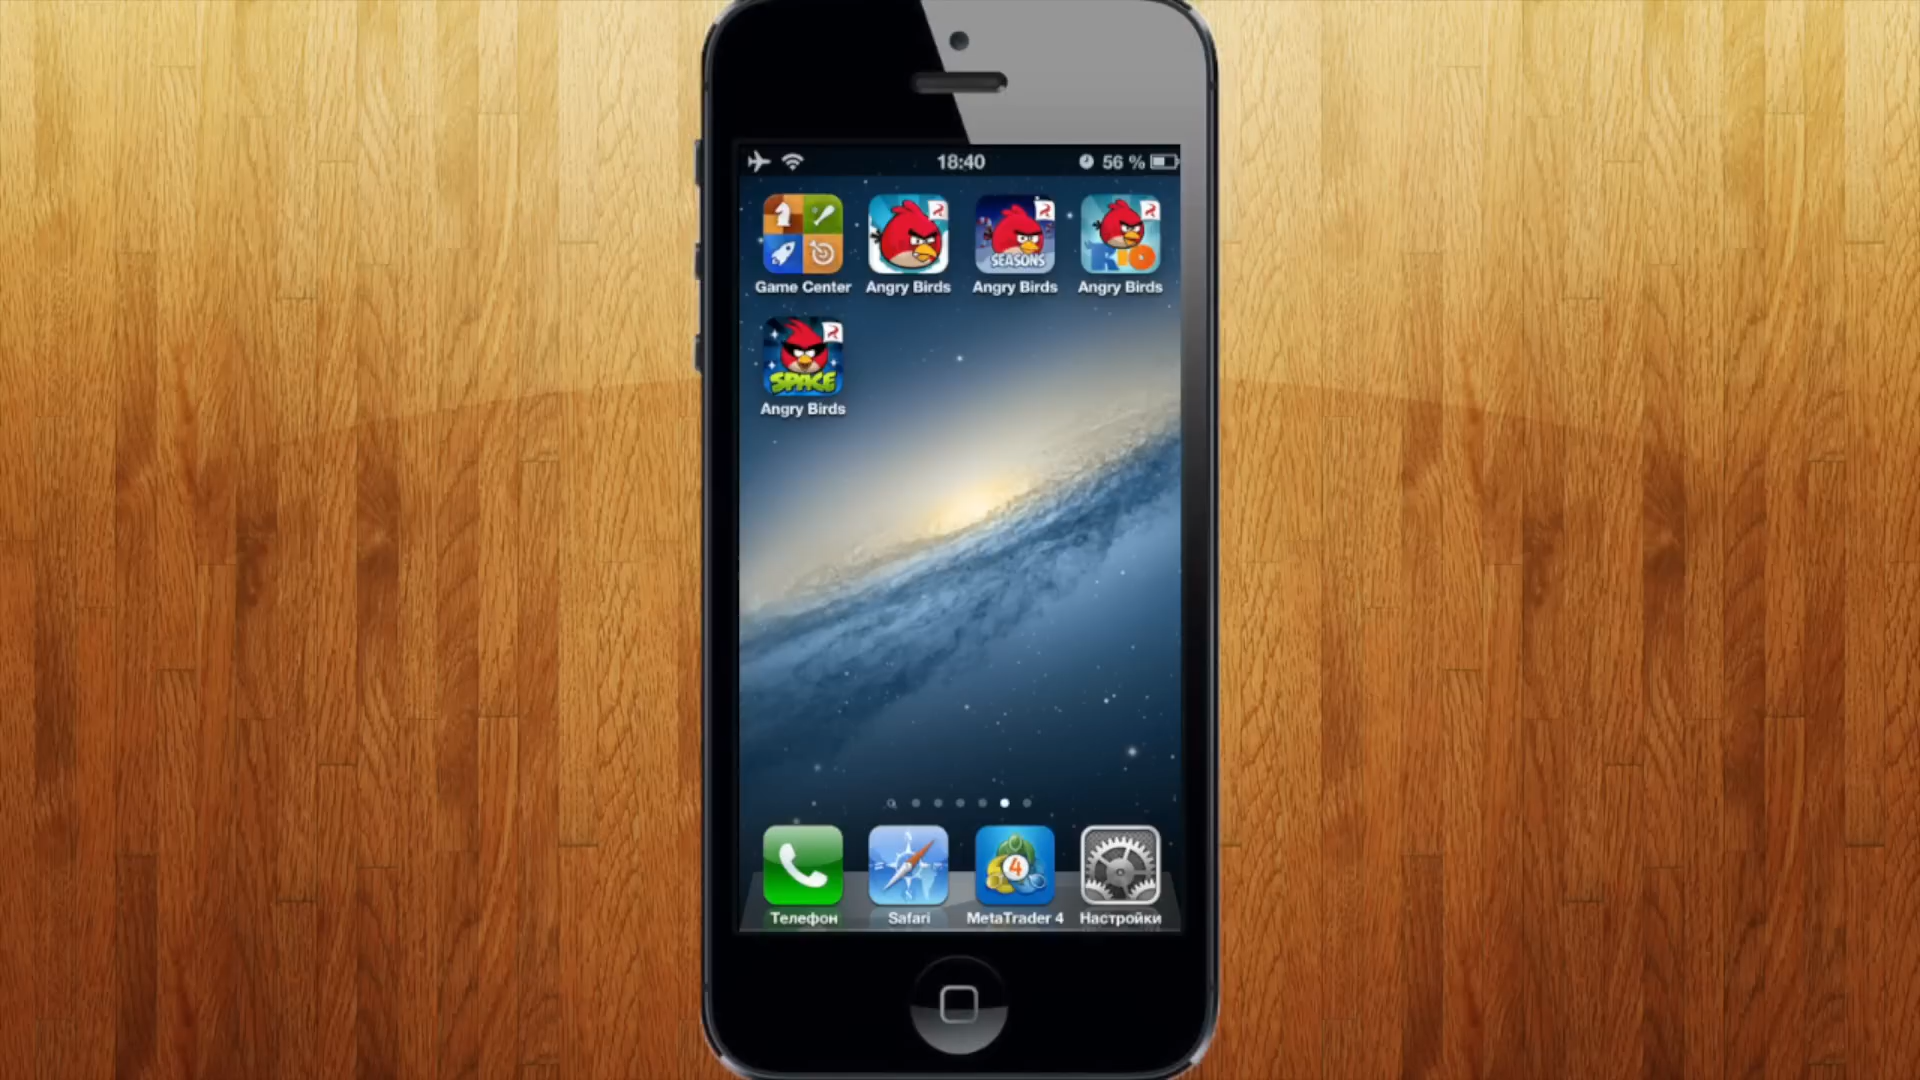 18:40
56 %
SEASONS
RIO
Game Center
Angry Birds
Angry Birds
Angry Birds
SPACE
Angry Birds
4
Телефон
Safari
MetaTrader 4
Настройки